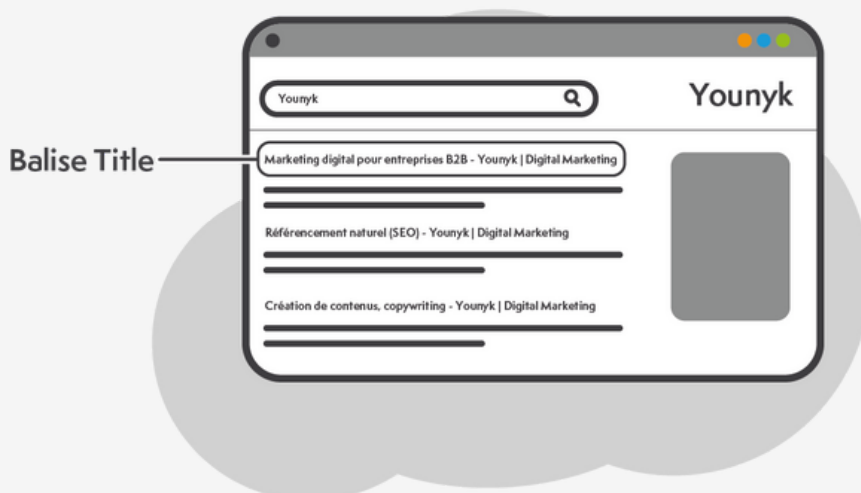 Younyk
Younyk
Balise Title
Marketing digital pour entreprises B2B - Younyk | Digital Marketing
Référencement naturel (SEO) - Younyk | Digital Marketing
Création de contenus, copywriting - Younyk | Digital Marketing